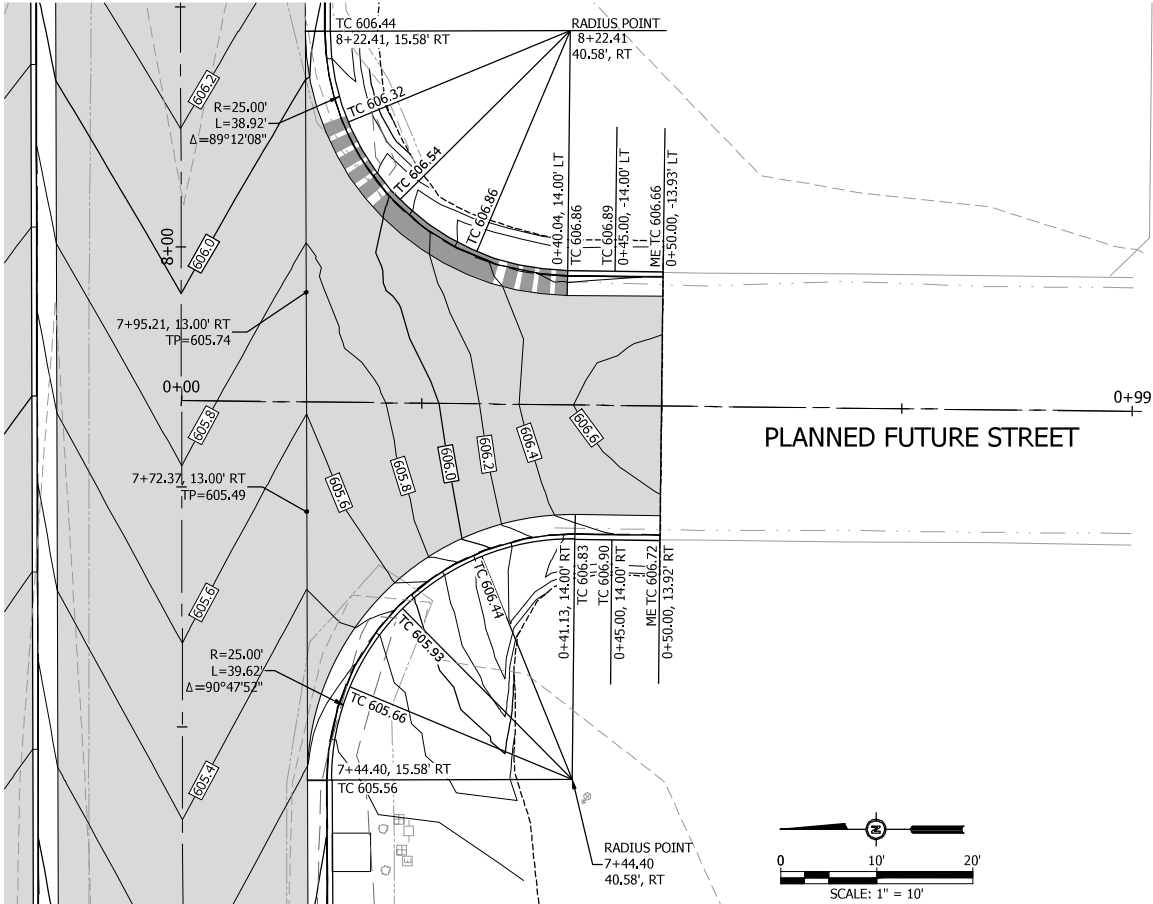 TC 606.44
8+22.41, 15.58' RT
RADIUS POINT
8+22.41
40.58', RT
606.2
R=25.00'
L=38.92'
Δ=89°12'08"
TC 606.32
TC 606.54
TC 606.86
0+40.04, 14.00' LT
TC 606.86
TC 606.89
0+45.00, -14.00' LT
ME TC 606.66
0+50.00, -13.93' LT
8+00
606.0
7+95.21, 13.00' RT
TP=605.74
0+00
0+99
605.8
605.8
606.0
606.2
606.4
606.6
PLANNED FUTURE STREET
7+72.37, 13.00' RT
TP=605.49
605.6
605.6
R=25.00'
L=39.62'
Δ=90°47'52"
TC 606.44
TC 605.93
TC 605.66
0+41.13, 14.00' RT
TC 606.83
TC 606.90
0+45.00, 14.00' RT
ME TC 606.72
0+50.00, 13.92' RT
605.4
7+44.40, 15.58' RT
TC 605.56
RADIUS POINT
7+44.40
40.58', RT
E
N
0 10' 20'
SCALE: 1" = 10'